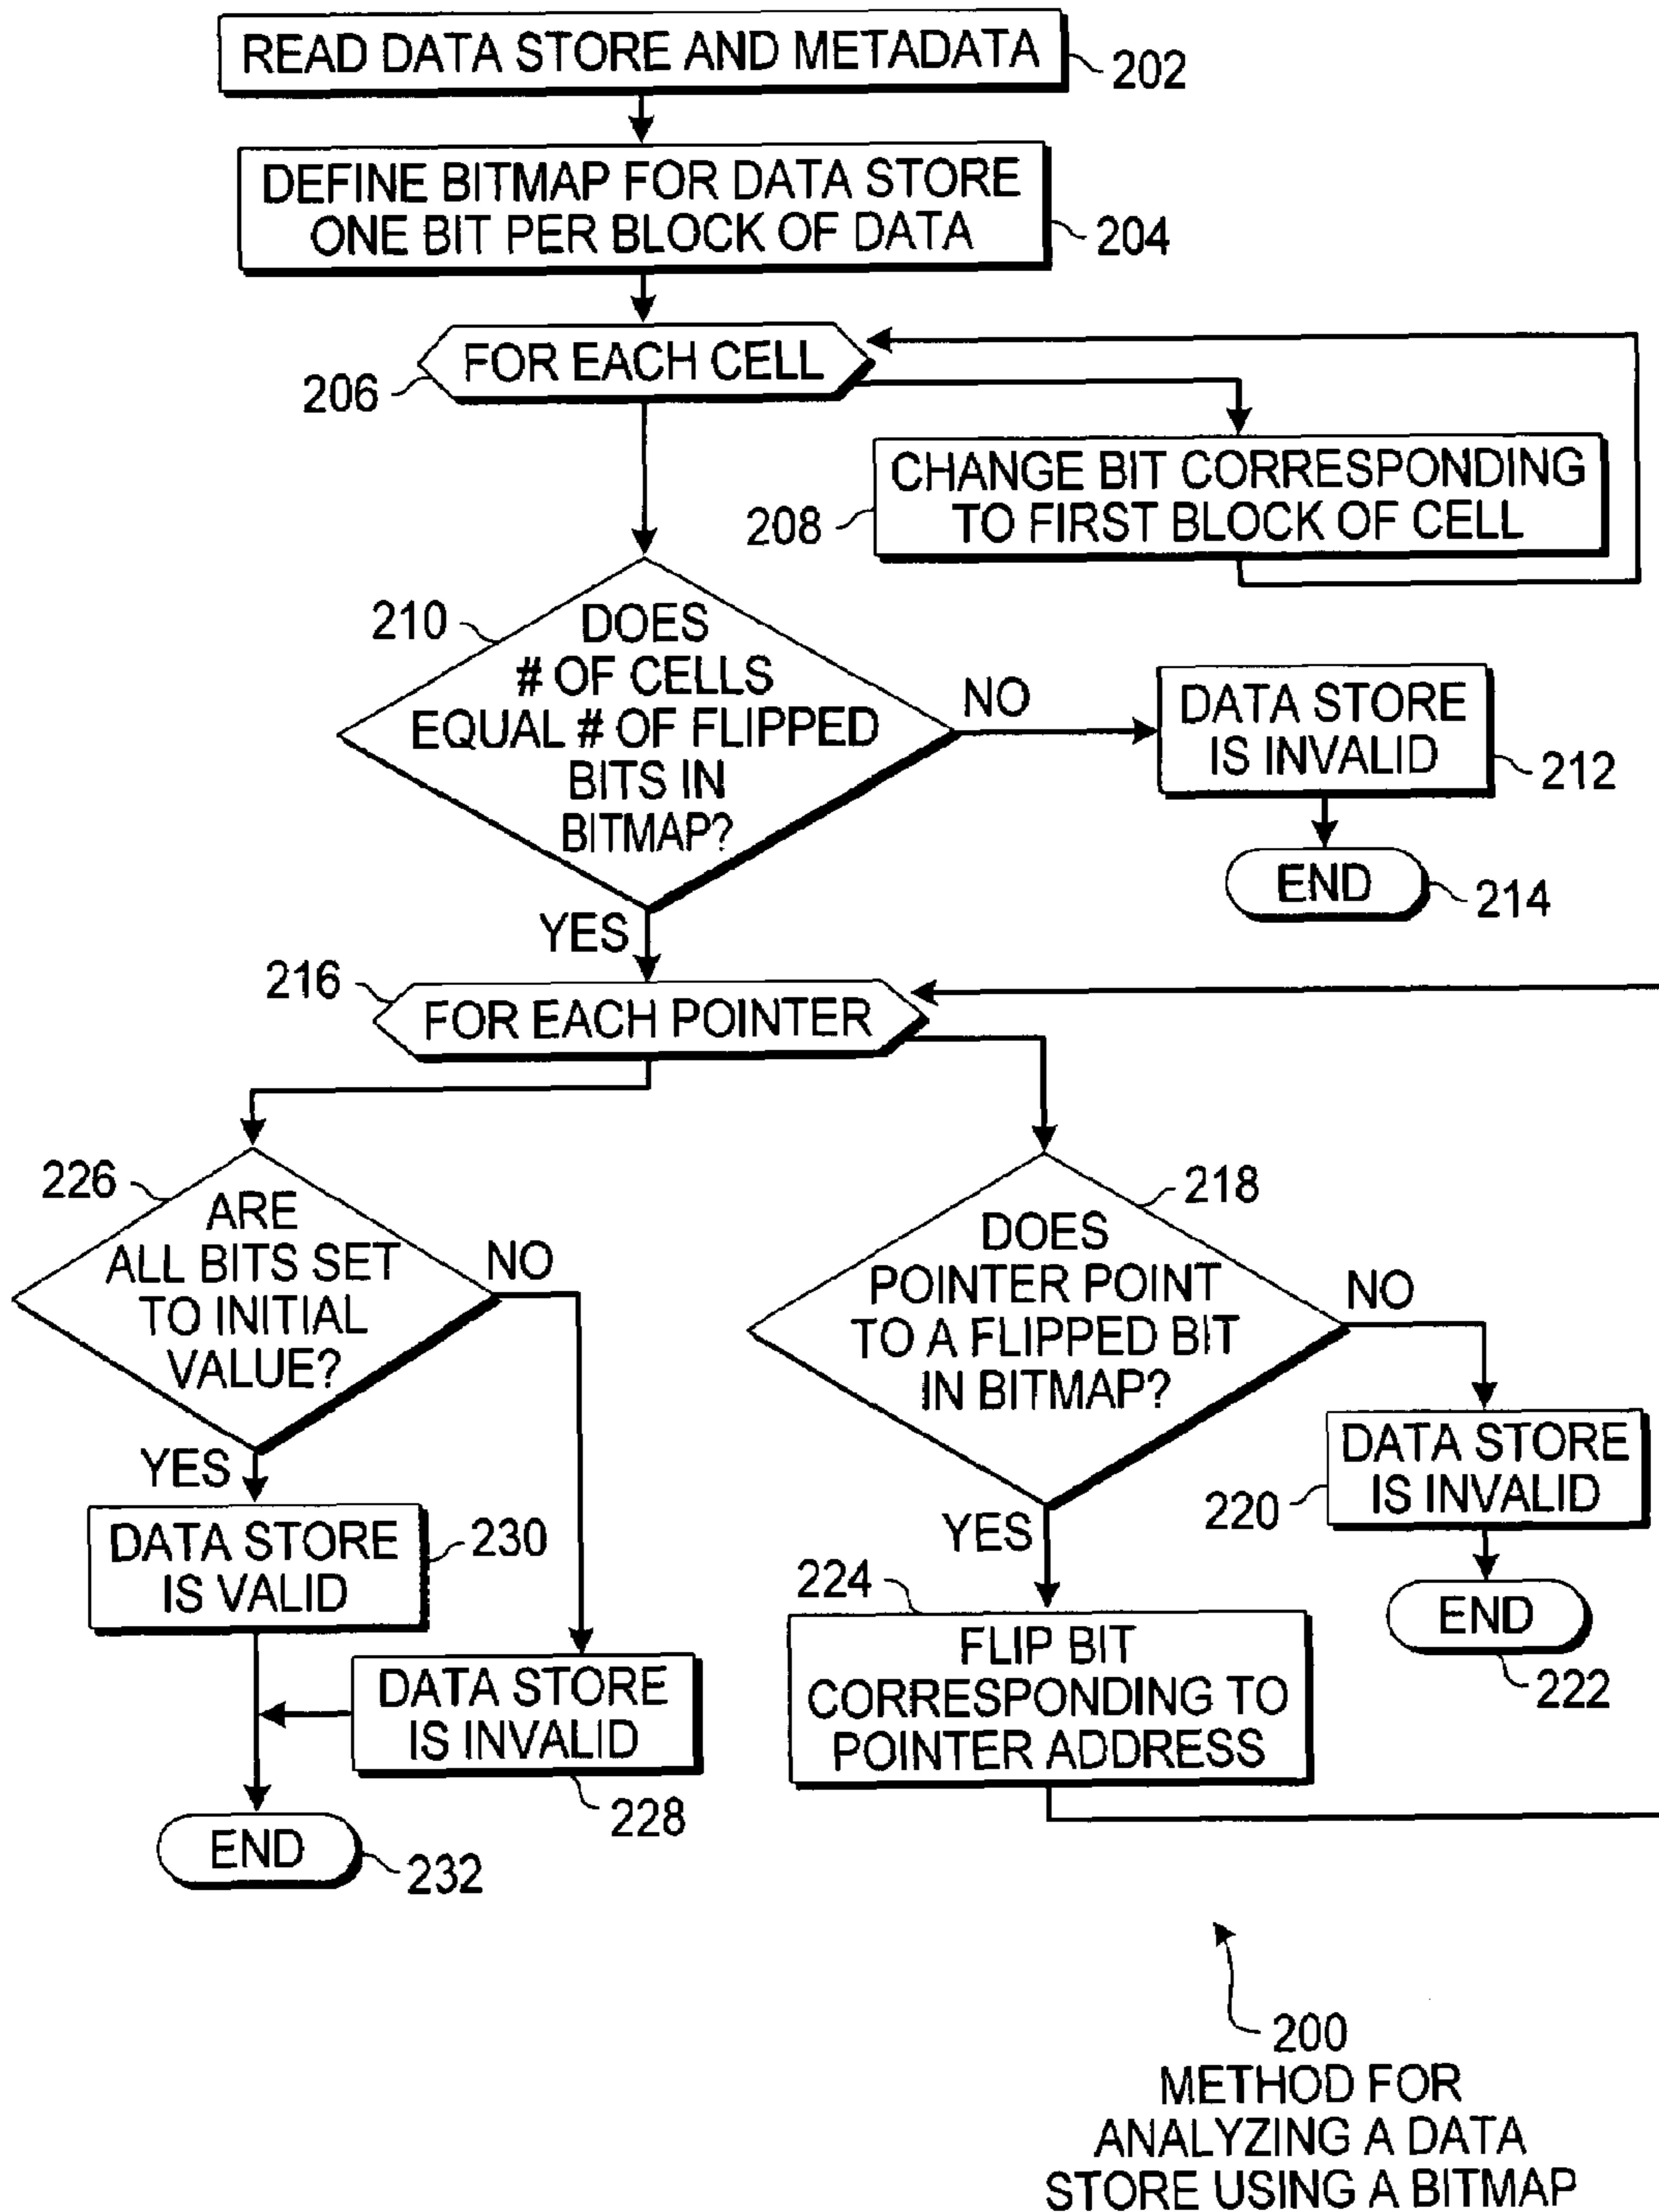 READ DATA STORE AND METADATA
202
DEFINE BITMAP FOR DATA STORE
ONE BIT PER BLOCK OF DATA
204
FOR EACH CELL
206
CHANGE BIT CORRESPONDING
TO FIRST BLOCK OF CELL
208
210
DOES
# OF CELLS
EQUAL # OF FLIPPED
BITS IN
BITMAP?
NO
DATA STORE
IS INVALID
212
END
214
YES
216
FOR EACH POINTER
226
ARE
ALL BITS SET
TO INITIAL
VALUE?
NO
218
DOES
POINTER POINT
TO A FLIPPED BIT
IN BITMAP?
NO
YES
DATA STORE
IS VALID
230
DATA STORE
IS INVALID
220
YES
224
FLIP BIT
CORRESPONDING TO
POINTER ADDRESS
END
222
DATA STORE
IS INVALID
228
END
232
200
METHOD FOR
ANALYZING A DATA
STORE USING A BITMAP